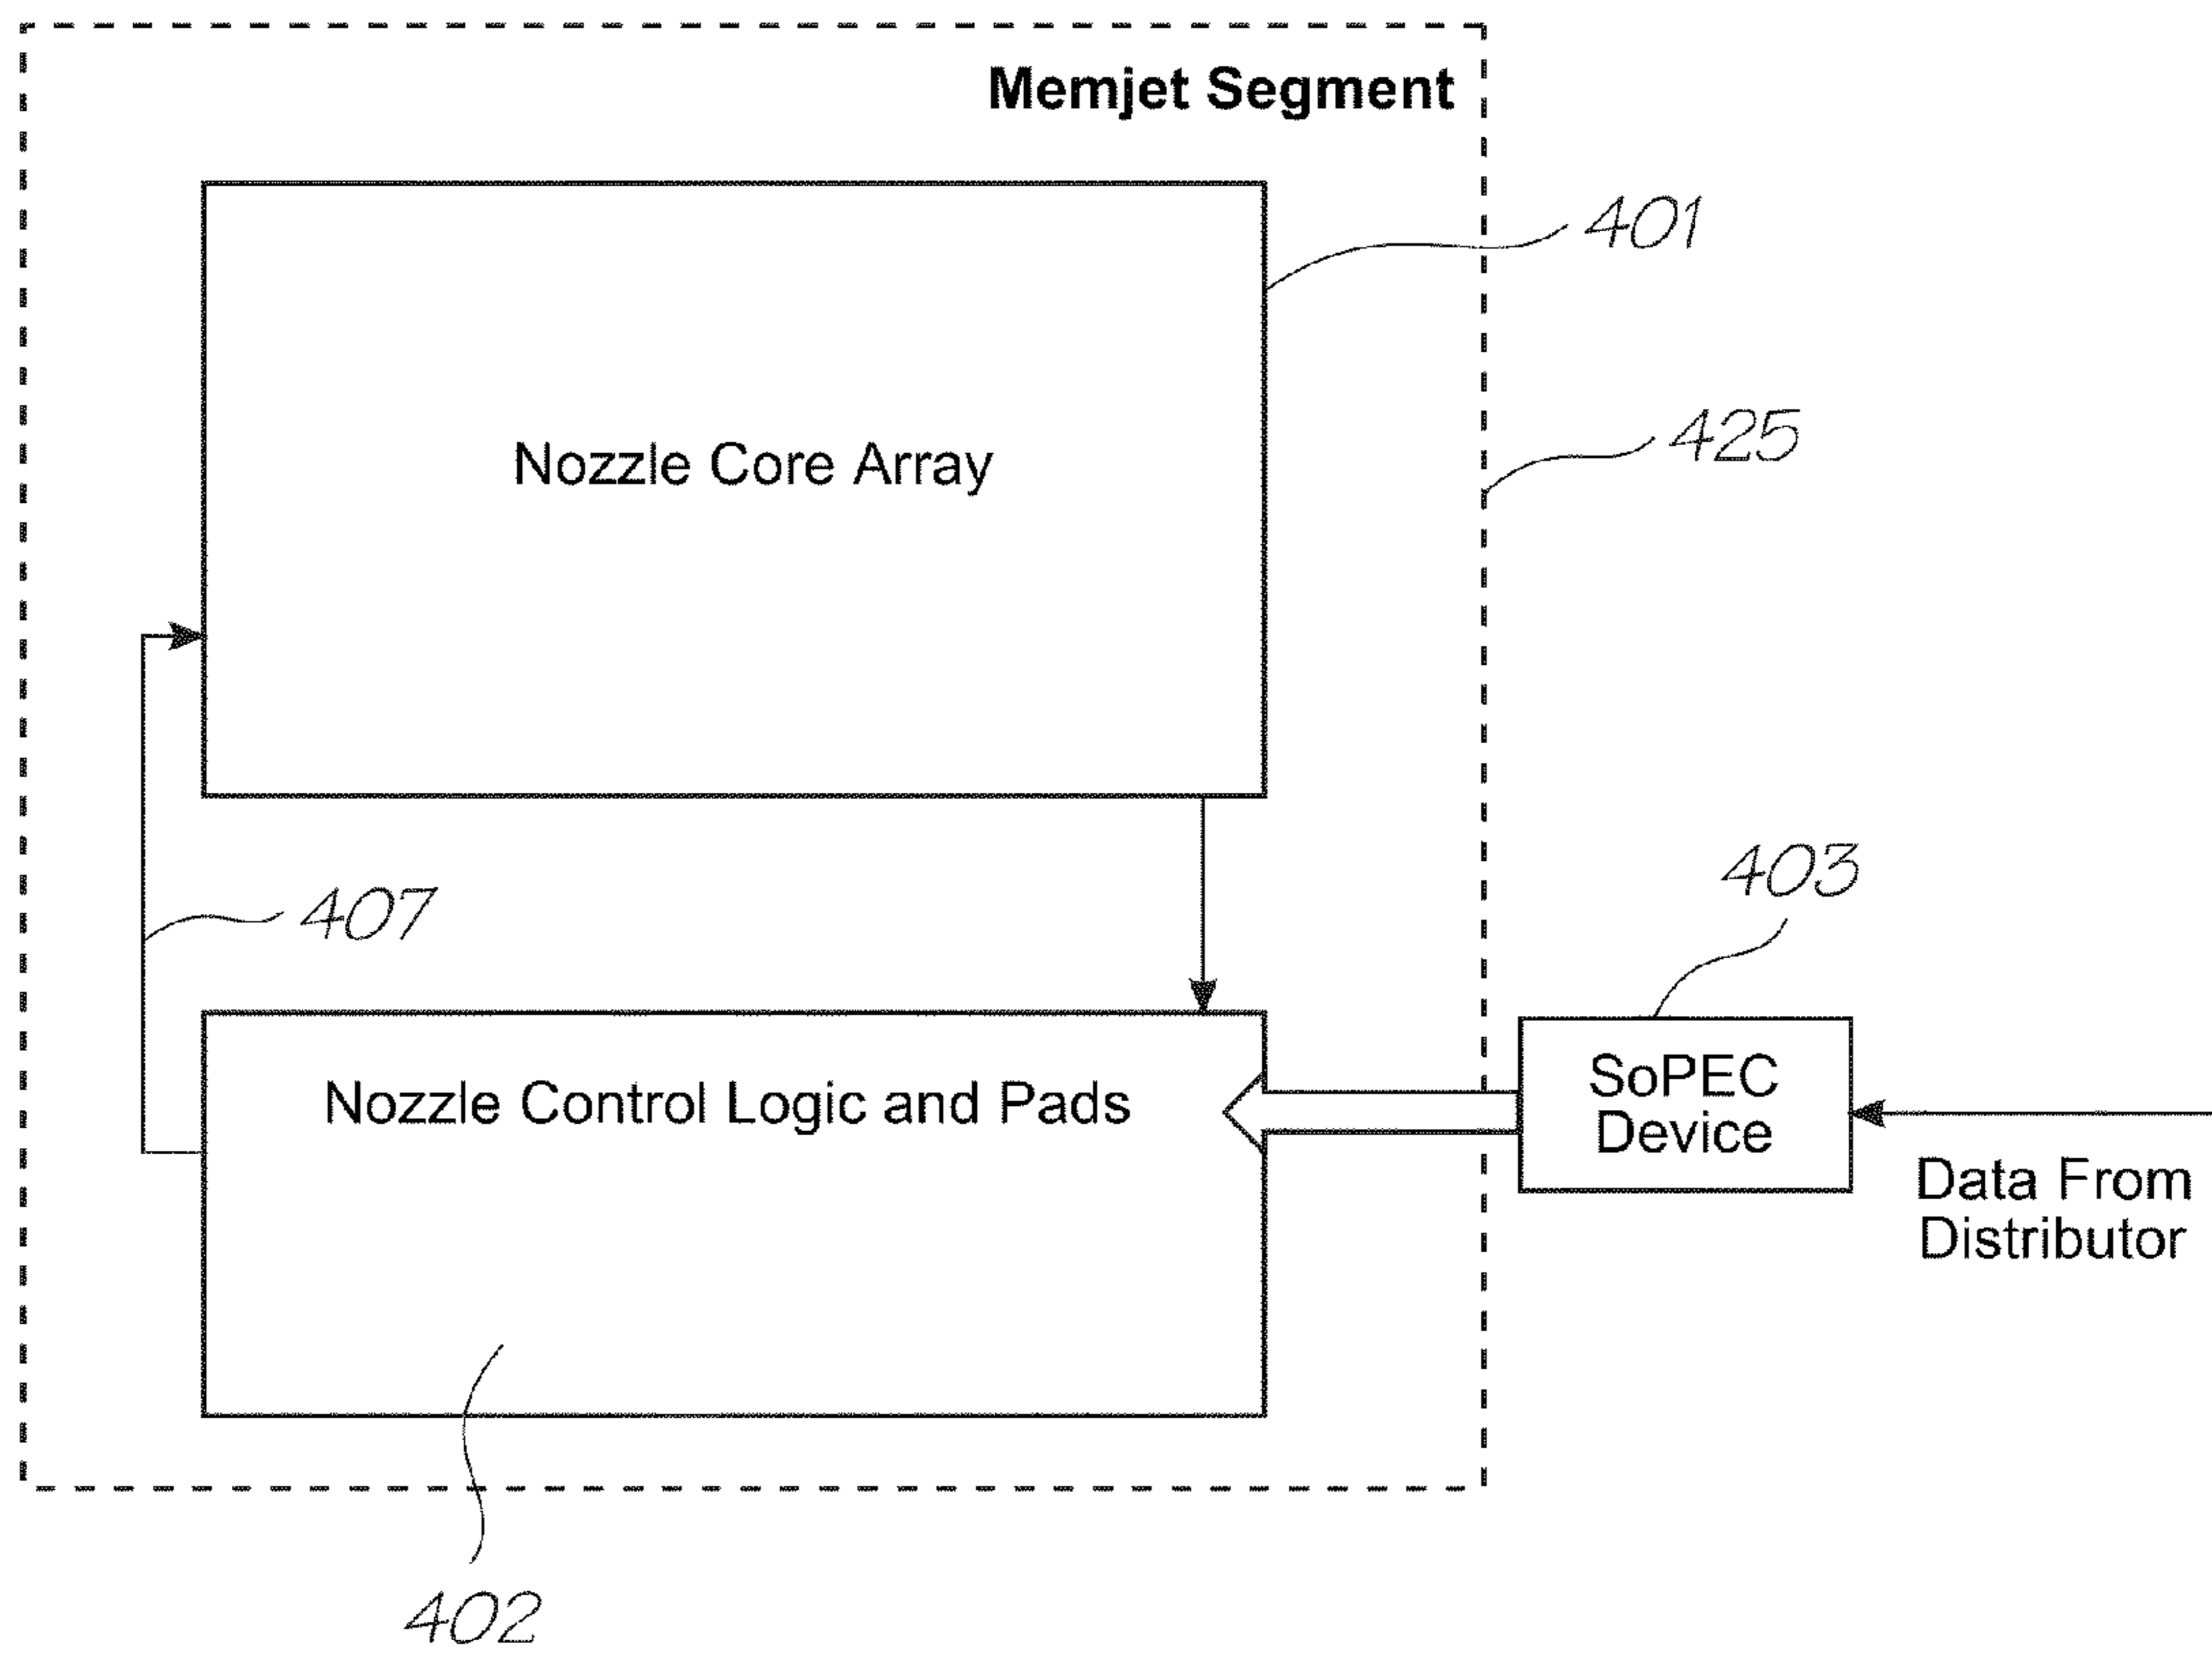 Memjet Segment
401
Nozzle Core Array
425
403
407
SoPEC
Device
Nozzle Control Logic and Pads
Data From
Distributor
402